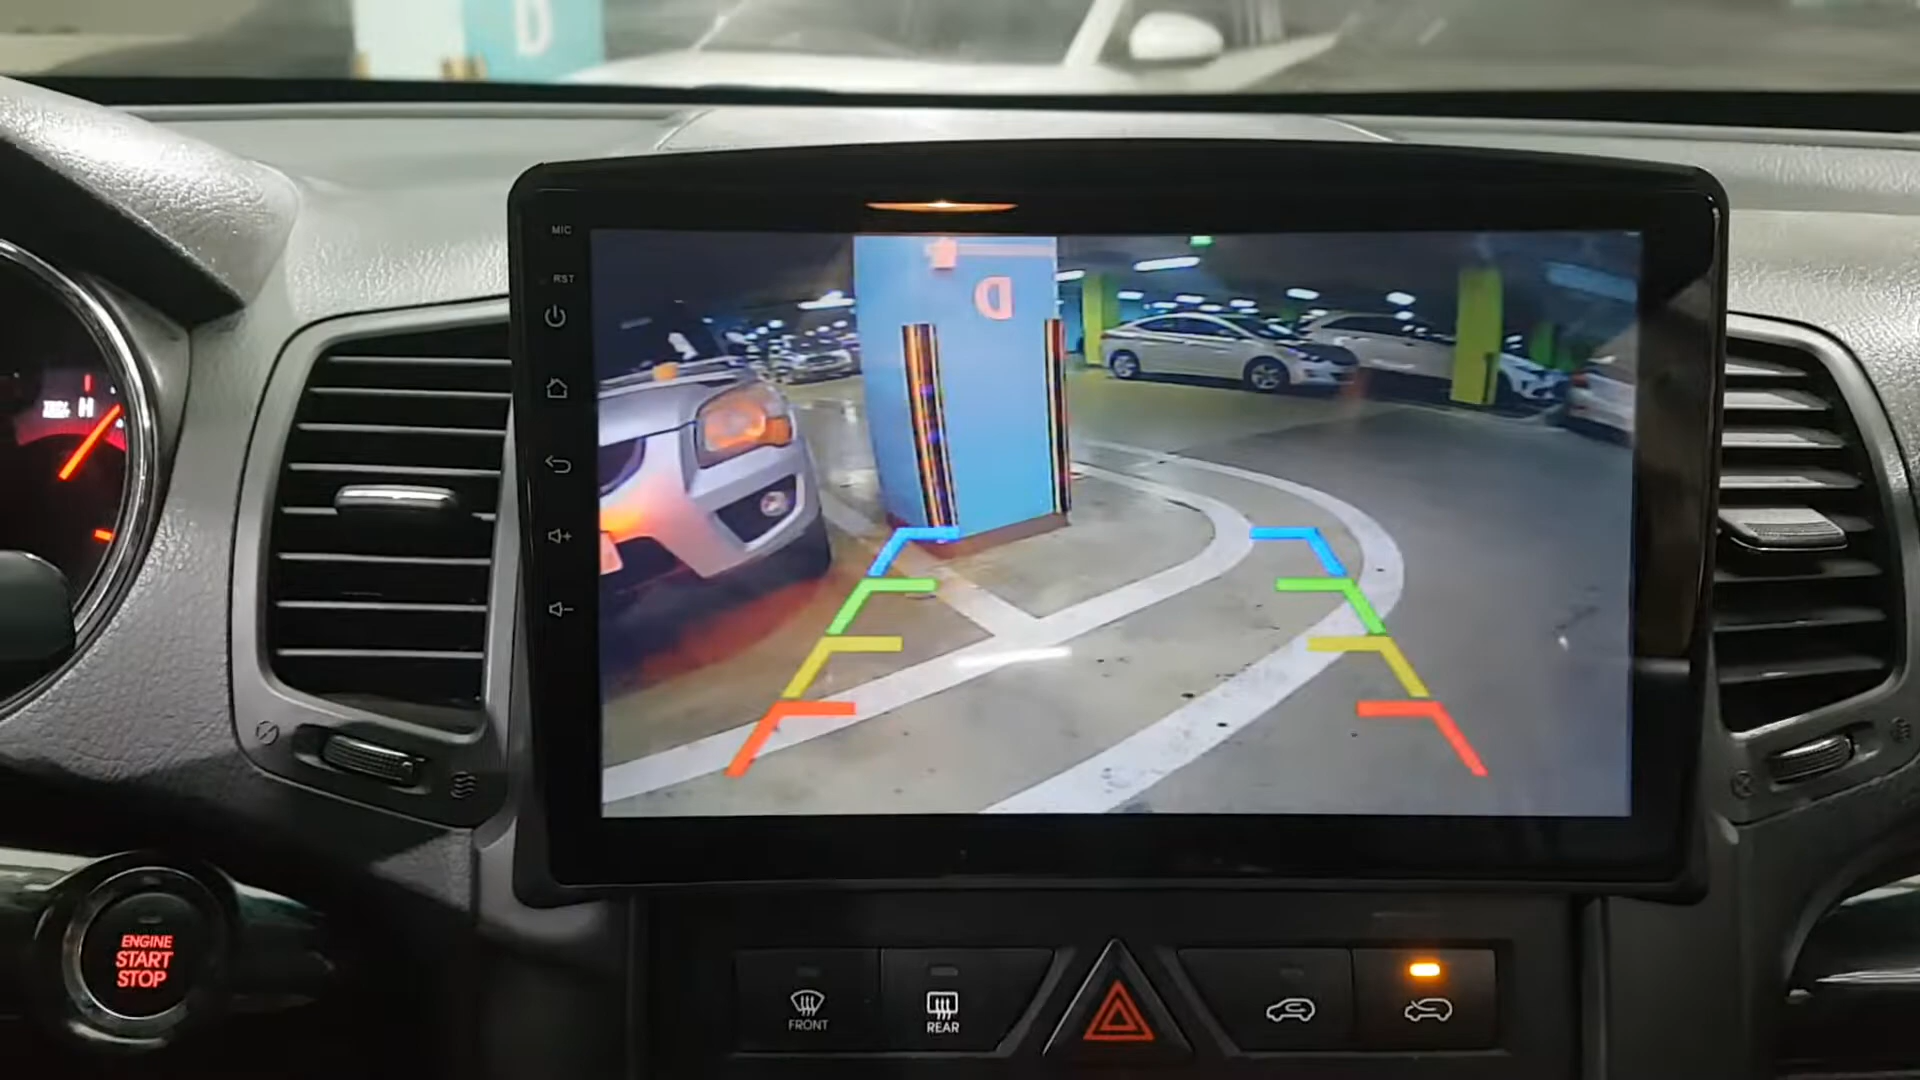 D
MIC
RST
D
H
ENGINE
START
STOP
FRONT
REAR